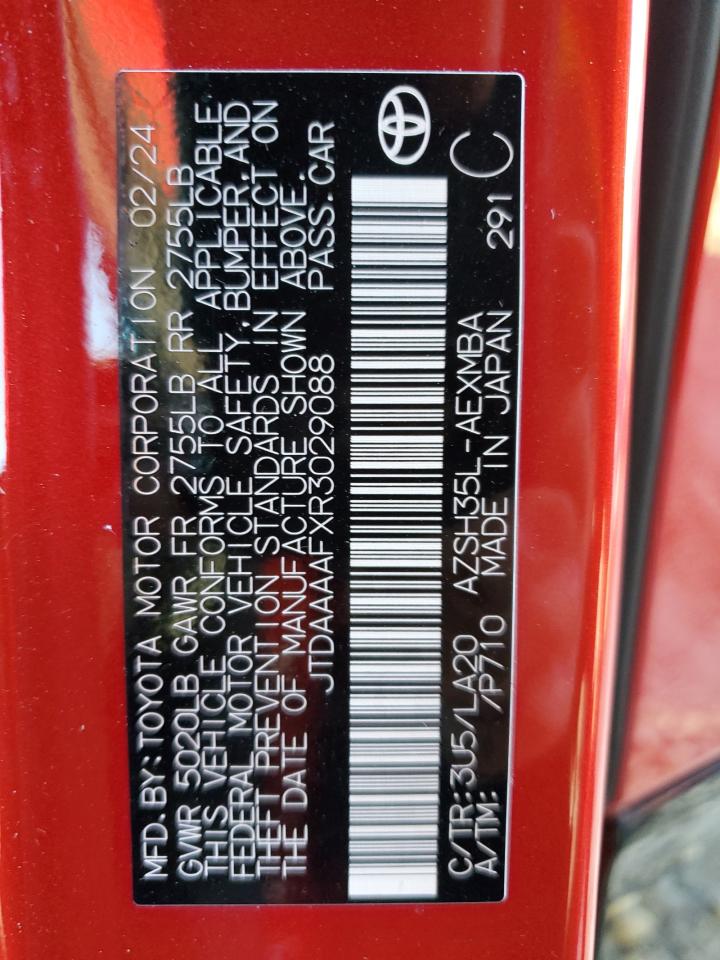 MFD. BY: TOYOTA MOTOR CORPORATION 02/24
GVWR 5020LB GAWR FR 2755LB RR 2755LB
THIS VEHICLE CONFORMS TO ALL APPLICABLE
FEDERAL MOTOR VEHICLE SAFETY, BUMPER, AND
THEFT PREVENTION STANDARDS IN EFFECT ON
THE DATE OF MANUFACTURE SHOWN ABOVE.
JTDAAAAFXR3029088 PASS. CAR
C/TR: 3U5/LA20 AZSH35L-AEXMBA
A/TM: /P710 MADE IN JAPAN 291 C